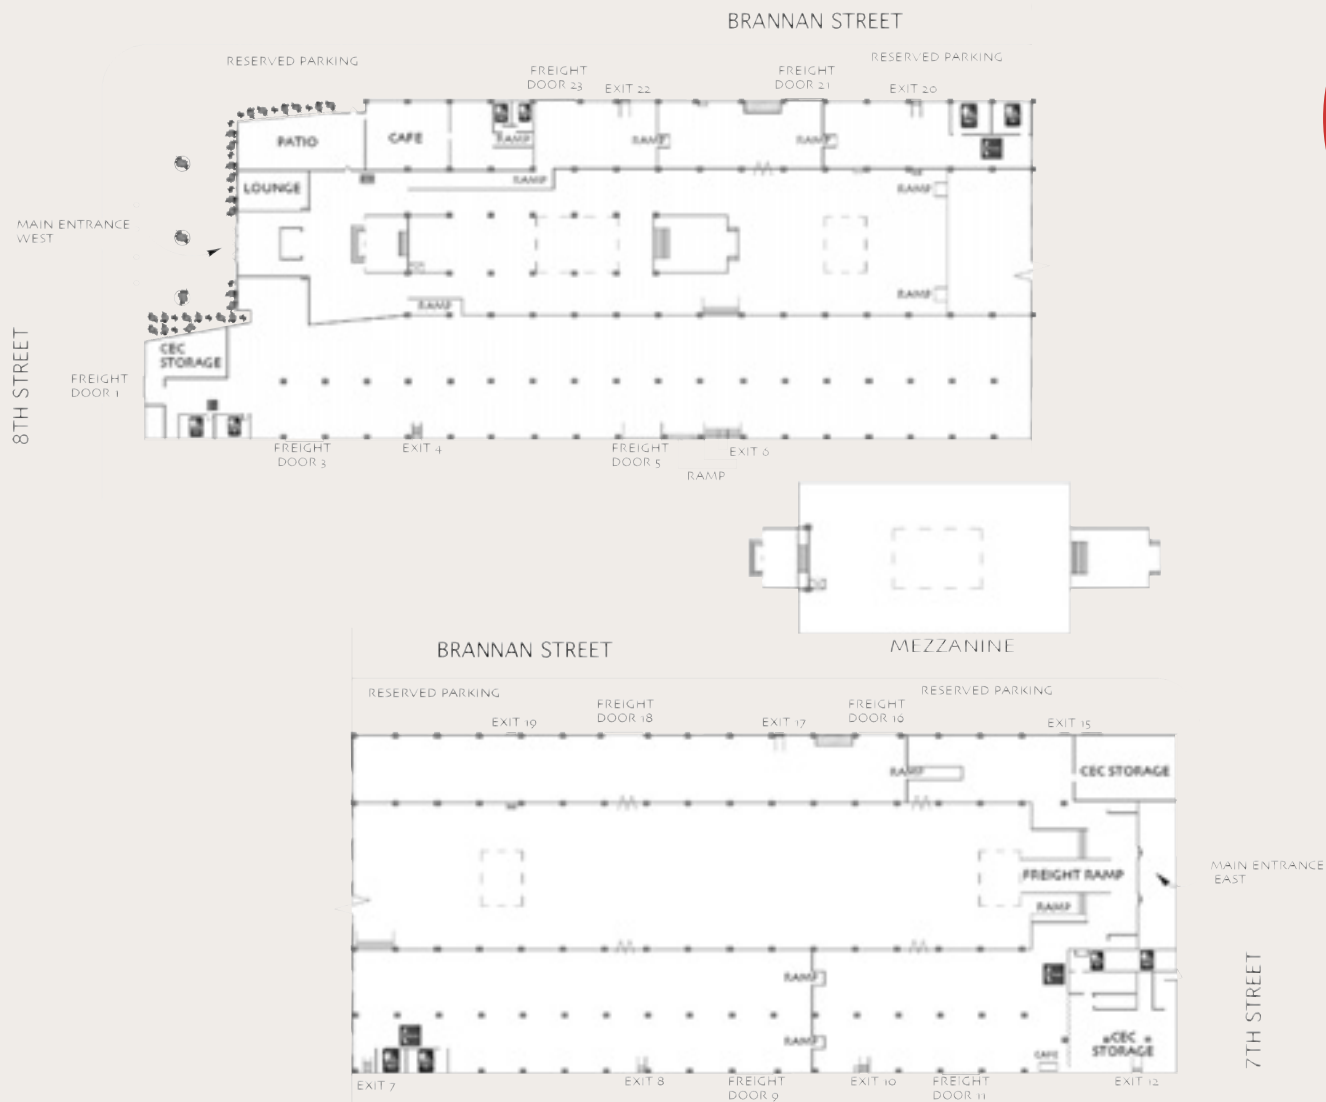 BRANNAN STREET
RESERVED PARKING
RESERVED PARKING
FREIGHT
DOOR 23
EXIT 22
FREIGHT
DOOR 21
EXIT 20
PATIO
CAFE
RAMP
RAMP
RAMP
LOUNGE
RAMP
RAMP
MAIN ENTRANCE
WEST
RAMP
RAMP
8TH STREET
CEC
STORAGE
FREIGHT
DOOR 1
FREIGHT
DOOR 3
EXIT 4
FREIGHT
DOOR 5
EXIT 6
RAMP
MEZZANINE
BRANNAN STREET
RESERVED PARKING
RESERVED PARKING
EXIT 19
FREIGHT
DOOR 18
EXIT 17
FREIGHT
DOOR 16
EXIT 15
RAMP
CEC STORAGE
FREIGHT RAMP
RAMP
MAIN ENTRANCE
EAST
7TH STREET
RAMP
RAMP
CAFE
CEC
STORAGE
EXIT 7
EXIT 8
FREIGHT
DOOR 9
EXIT 10
FREIGHT
DOOR 11
EXIT 12